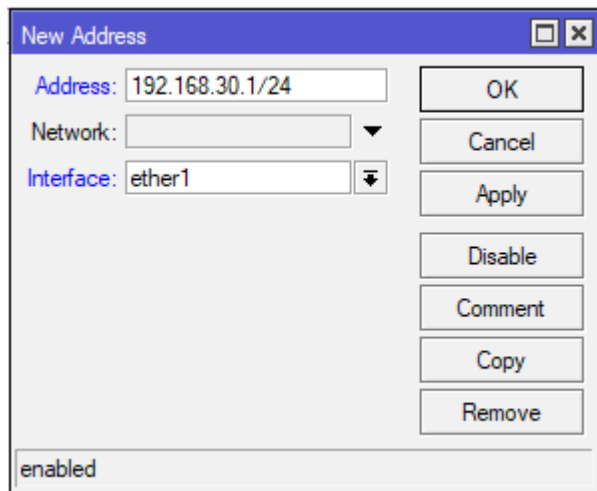 New Address
Address: 192.168.30.1/24
Network:
Interface: ether1
OK
Cancel
Apply
Disable
Comment
Copy
Remove
enabled